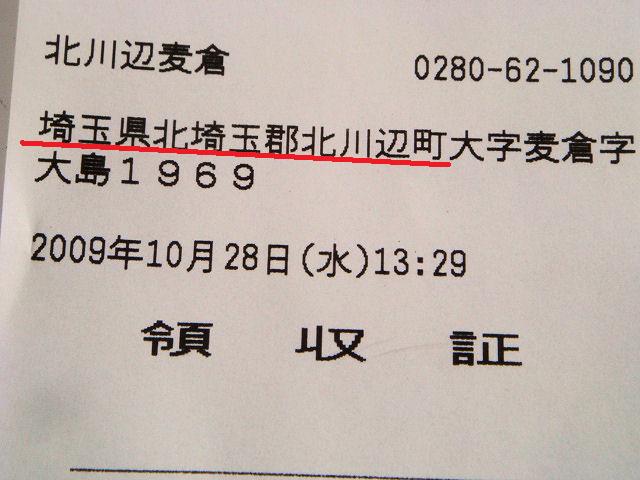 北川辺麦倉 0280-62-1090
埼玉県北埼玉郡北川辺町大字麦倉字
大島１９６９
2009年10月28日(水)13:29
領 収 証